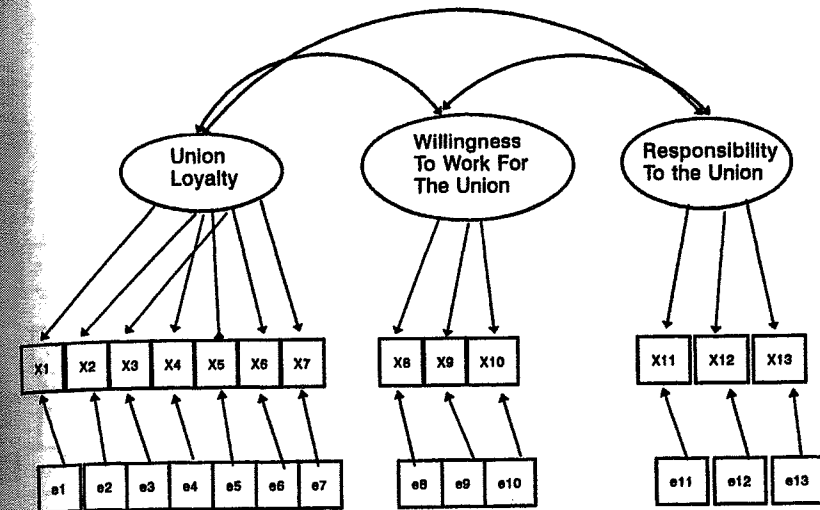 Union
Loyalty
Willingness
To Work For
The Union
Responsibility
To the Union
X1 X2 X3 X4 X5 X6 X7
X8 X9 X10
X11 X12 X13
e1 e2 e3 e4 e5 e6 e7
e8 e9 e10
e11 e12 e13